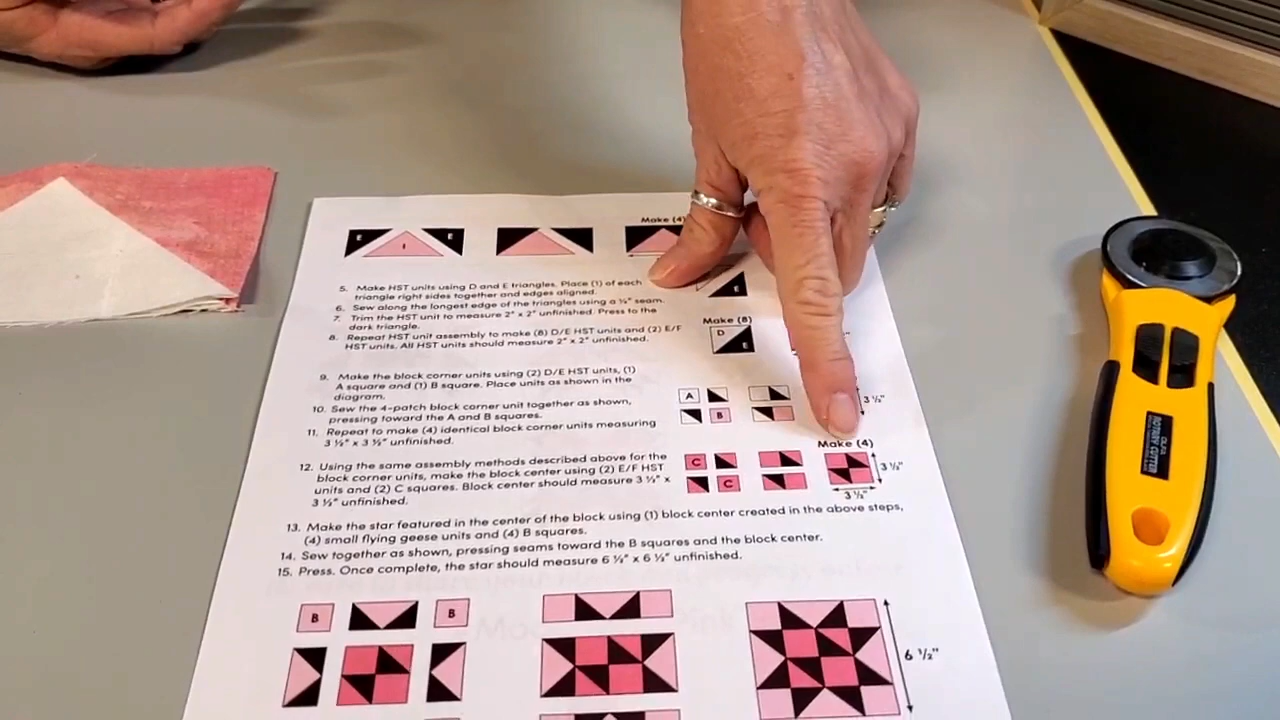 Make (4)
E I E
5. Make HST units using D and E triangles. Place (1) of each
triangle right sides together and edges aligned.
6. Sew along the longest edge of the triangles using a ¼" seam.
7. Trim the HST unit to measure 2" x 2" unfinished. Press to the
dark triangle.
8. Repeat HST unit assembly to make (8) D/E HST units and (2) E/F
HST units. All HST units should measure 2" x 2" unfinished.
E
Make (8)
D
E
9. Make the block corner units using (2) D/E HST units, (1)
A square and (1) B square. Place units as shown in the
diagram.
10. Sew the 4-patch block corner unit together as shown,
pressing toward the A and B squares.
11. Repeat to make (4) identical block corner units measuring
3 ½" x 3 ½" unfinished.
A
B
3 ½"
Make (4)
12. Using the same assembly methods described above for the
block corner units, make the block center using (2) E/F HST
units and (2) C squares. Block center should measure 3 ½" x
3 ½" unfinished.
C
C
3 ½"
3 ½"
13. Make the star featured in the center of the block using (1) block center created in the above steps,
(4) small flying geese units and (4) B squares.
14. Sew together as shown, pressing seams toward the B squares and the block center.
15. Press. Once complete, the star should measure 6 ½" x 6 ½" unfinished.
B B
6 ½"
OLFA
ROTARY CUTTER